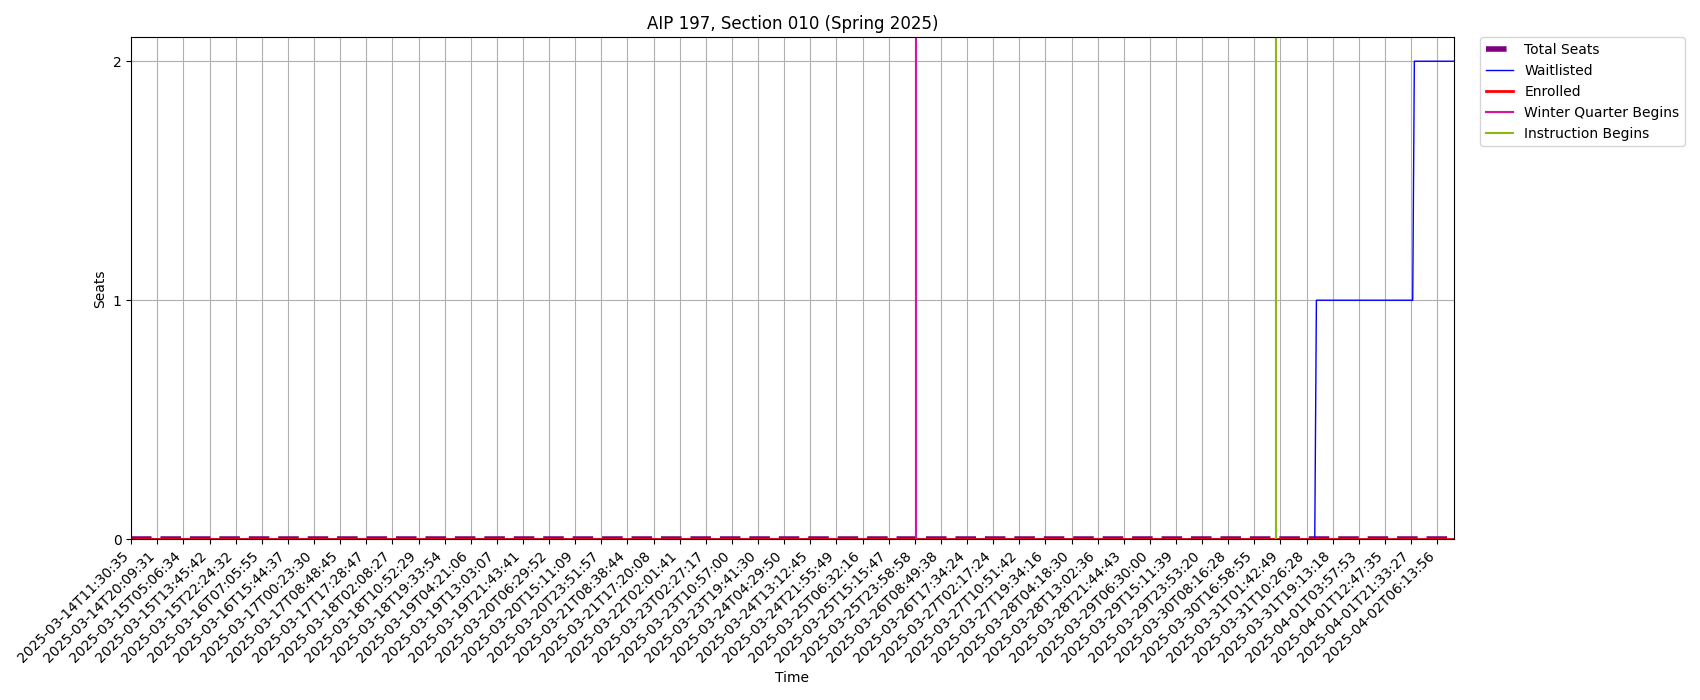 AIP 197, Section 010 (Spring 2025)
Total Seats
Waitlisted
Enrolled
Winter Quarter Begins
Instruction Begins
Seats
2
1
0
2025-03-14T11:30:35
2025-03-14T20:09:31
2025-03-15T05:06:34
2025-03-15T13:45:42
2025-03-15T22:24:32
2025-03-16T07:05:55
2025-03-16T15:44:37
2025-03-17T00:23:30
2025-03-17T08:48:45
2025-03-17T17:28:47
2025-03-18T02:08:27
2025-03-18T10:52:29
2025-03-18T19:33:54
2025-03-19T04:21:06
2025-03-19T13:03:07
2025-03-19T21:43:41
2025-03-20T06:29:52
2025-03-20T15:11:09
2025-03-20T23:51:57
2025-03-21T08:38:44
2025-03-21T17:20:08
2025-03-22T02:01:41
2025-03-23T02:27:17
2025-03-23T10:57:00
2025-03-23T19:41:30
2025-03-24T04:29:50
2025-03-24T13:12:45
2025-03-24T21:55:49
2025-03-25T06:32:16
2025-03-25T15:15:47
2025-03-25T23:58:58
2025-03-26T08:49:38
2025-03-26T17:34:24
2025-03-27T02:17:24
2025-03-27T10:51:42
2025-03-27T19:34:16
2025-03-28T04:18:30
2025-03-28T13:02:36
2025-03-28T21:44:43
2025-03-29T06:30:00
2025-03-29T15:11:39
2025-03-29T23:53:20
2025-03-30T08:16:28
2025-03-30T16:58:55
2025-03-31T01:42:49
2025-03-31T10:26:28
2025-03-31T19:13:18
2025-04-01T03:57:53
2025-04-01T12:47:35
2025-04-01T21:33:27
2025-04-02T06:13:56
Time